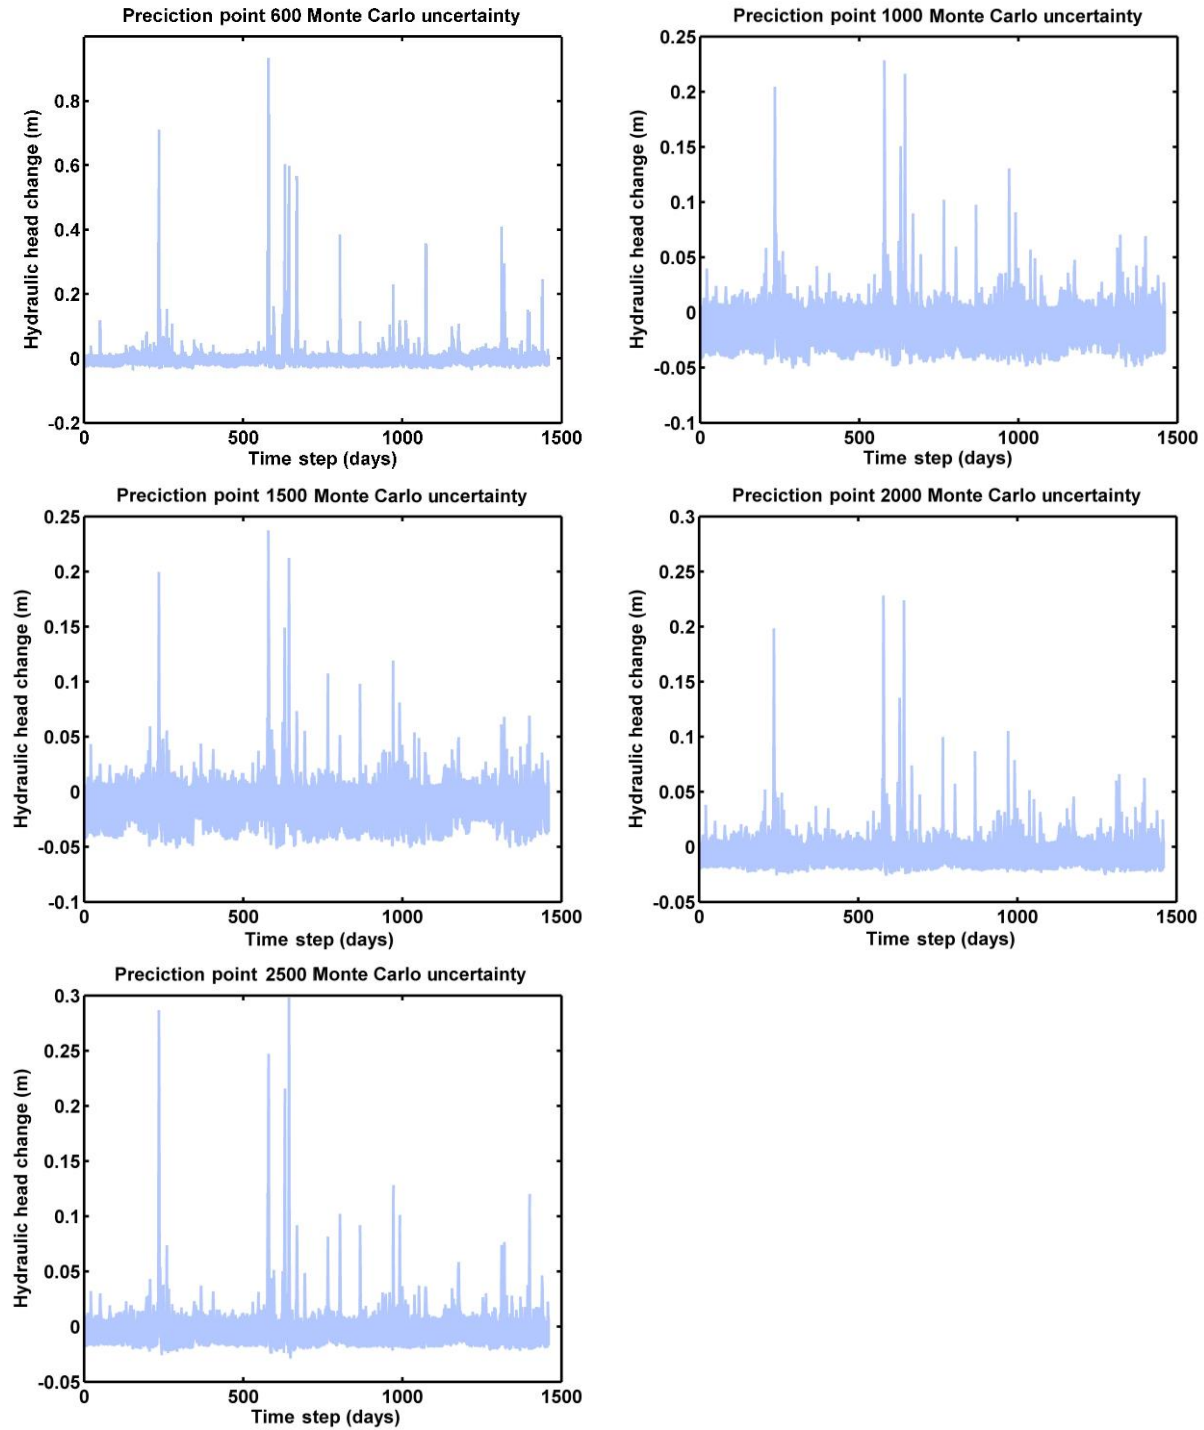 Preciction point 600 Monte Carlo uncertainty
Hydraulic head change (m)
0.8
0.6
0.4
0.2
0
-0.2
0 500 1000 1500
Time step (days)
Preciction point 1000 Monte Carlo uncertainty
Hydraulic head change (m)
0.25
0.2
0.15
0.1
0.05
0
-0.05
-0.1
0 500 1000 1500
Time step (days)
Preciction point 1500 Monte Carlo uncertainty
Hydraulic head change (m)
0.25
0.2
0.15
0.1
0.05
0
-0.05
-0.1
0 500 1000 1500
Time step (days)
Preciction point 2000 Monte Carlo uncertainty
Hydraulic head change (m)
0.3
0.25
0.2
0.15
0.1
0.05
0
-0.05
0 500 1000 1500
Time step (days)
Preciction point 2500 Monte Carlo uncertainty
Hydraulic head change (m)
0.3
0.25
0.2
0.15
0.1
0.05
0
-0.05
0 500 1000 1500
Time step (days)